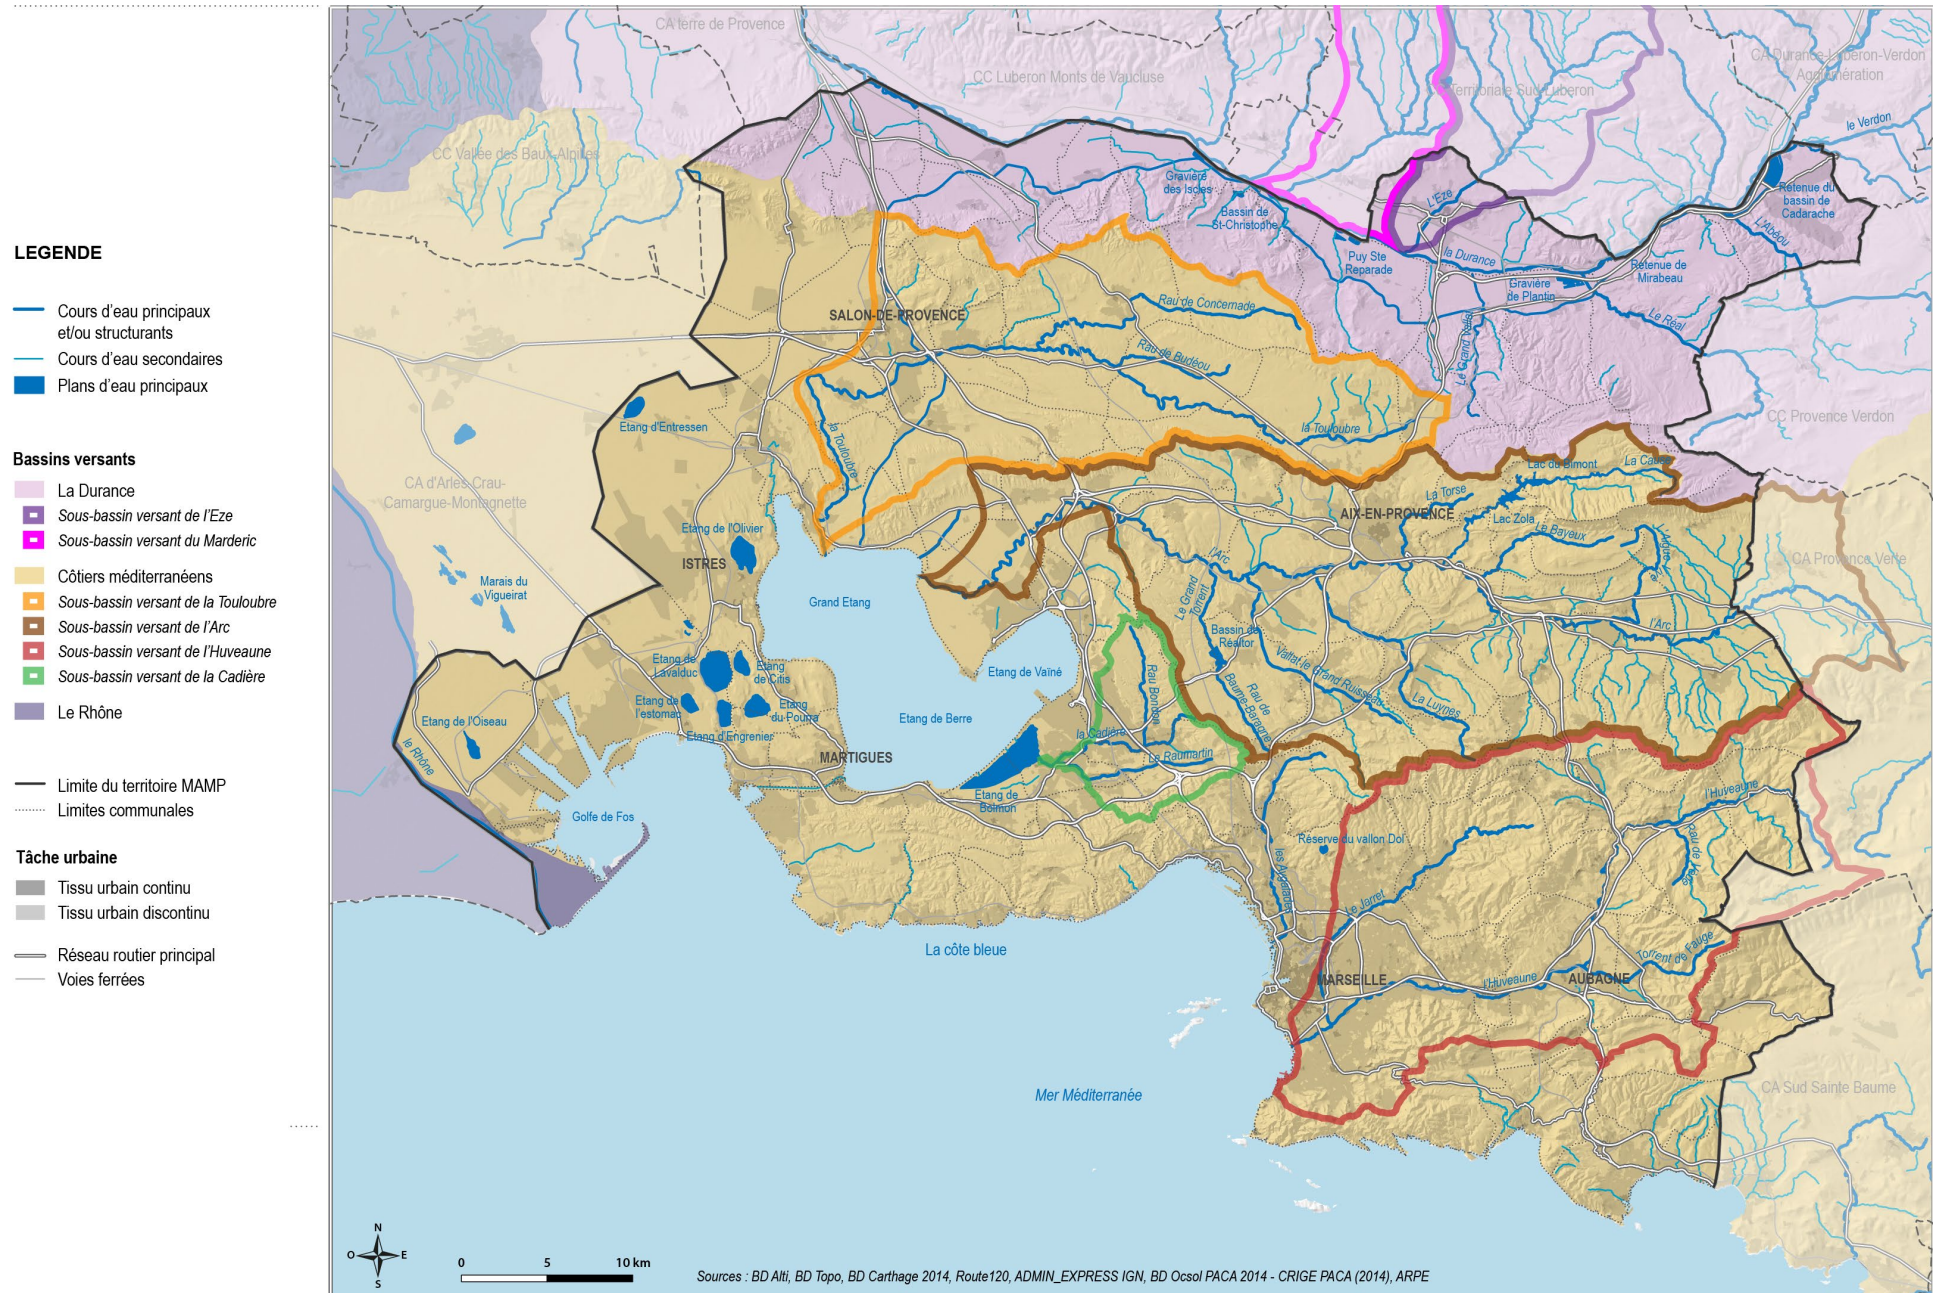 LEGENDE
Cours d'eau principaux
et/ou structurants
Cours d'eau secondaires
Plans d'eau principaux
Bassins versants
La Durance
Sous-bassin versant de l'Eze
Sous-bassin versant du Marderic
Côtiers méditerranéens
Sous-bassin versant de la Touloubre
Sous-bassin versant de l'Arc
Sous-bassin versant de l'Huveaune
Sous-bassin versant de la Cadière
Le Rhône
Limite du territoire MAMP
Limites communales
Tâche urbaine
Tissu urbain continu
Tissu urbain discontinu
Réseau routier principal
Voies ferrées
CA terre de Provence
CC Luberon Monts de Vaucluse
Territoriale Sud Luberon
CA Durance-Luberon-Verdon
Agglomération
le Verdon
CC Vallée des Baux-Alpilles
Gravière
des Iscles
Bassin de
St-Christophe
L'Eze
Retenue du
bassin de
Cadarache
L'Abéou
Puy Ste
Reparade
la Durance
Retenue de
Mirabeau
Gravière
de Plantin
Le Réal
Le Grand Vallat
SALON-DE-PROVENCE
Rau de Concernade
Rau de Budéou
la Touloubre
la Touloubre
Etang d'Entressen
CC Provence Verdon
CA d'Arles-Crau-
Camargue-Montagnette
Lac du Bimont
La Cause
La Torse
AIX-EN-PROVENCE
Lac Zola
Le Bayeux
Etang de l'Olivier
ISTRES
l'Arc
CA Provence Verte
Marais du
Vigueirat
Grand Etang
Le Grand
Torrent
Bassin du
Réaltor
l'Arc
Etang de
Lavalduc
Etang
de Citis
Etang de Vaïné
Vallat le Grand Ruisseau
Rau Bondon
Rau de
Baume-Baragne
La Luynes
Etang de
l'estomac
Etang
du Pourra
Etang d'Engrenier
Etang de l'Oiseau
Etang de Berre
la Cadière
le Rhône
MARTIGUES
Le Raumartin
Etang de
Bolmon
l'Huveaune
Golfe de Fos
Réserve du vallon Dol
les Aygalades
Le Jarret
La côte bleue
Torrent de Fauge
MARSEILLE
l'Huveaune
AUBAGNE
Mer Méditerranée
CA Sud Sainte Baume
N
O
E
S
0
5
10 km
Sources : BD Alti, BD Topo, BD Carthage 2014, Route120, ADMIN_EXPRESS IGN, BD Ocsol PACA 2014 - CRIGE PACA (2014), ARPE